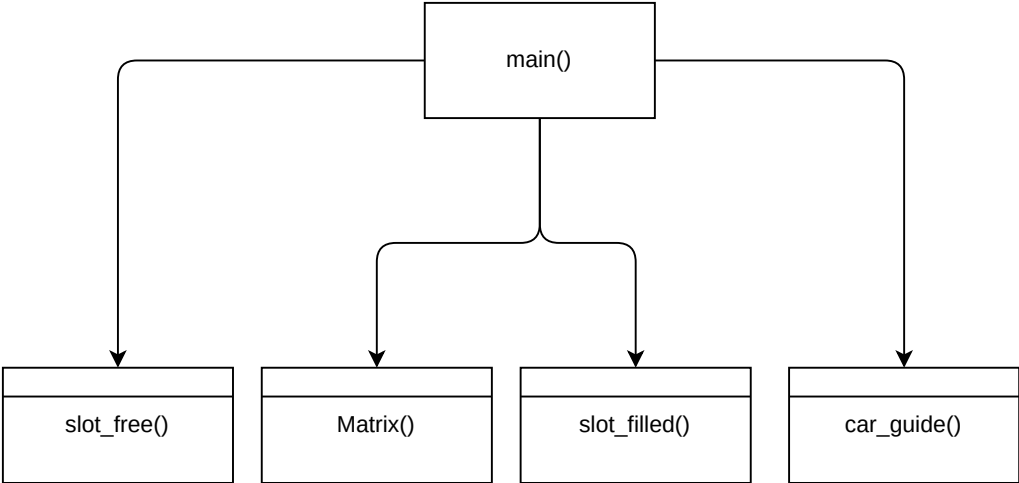 main()
slot_free()
Matrix()
slot_filled()
car_guide()